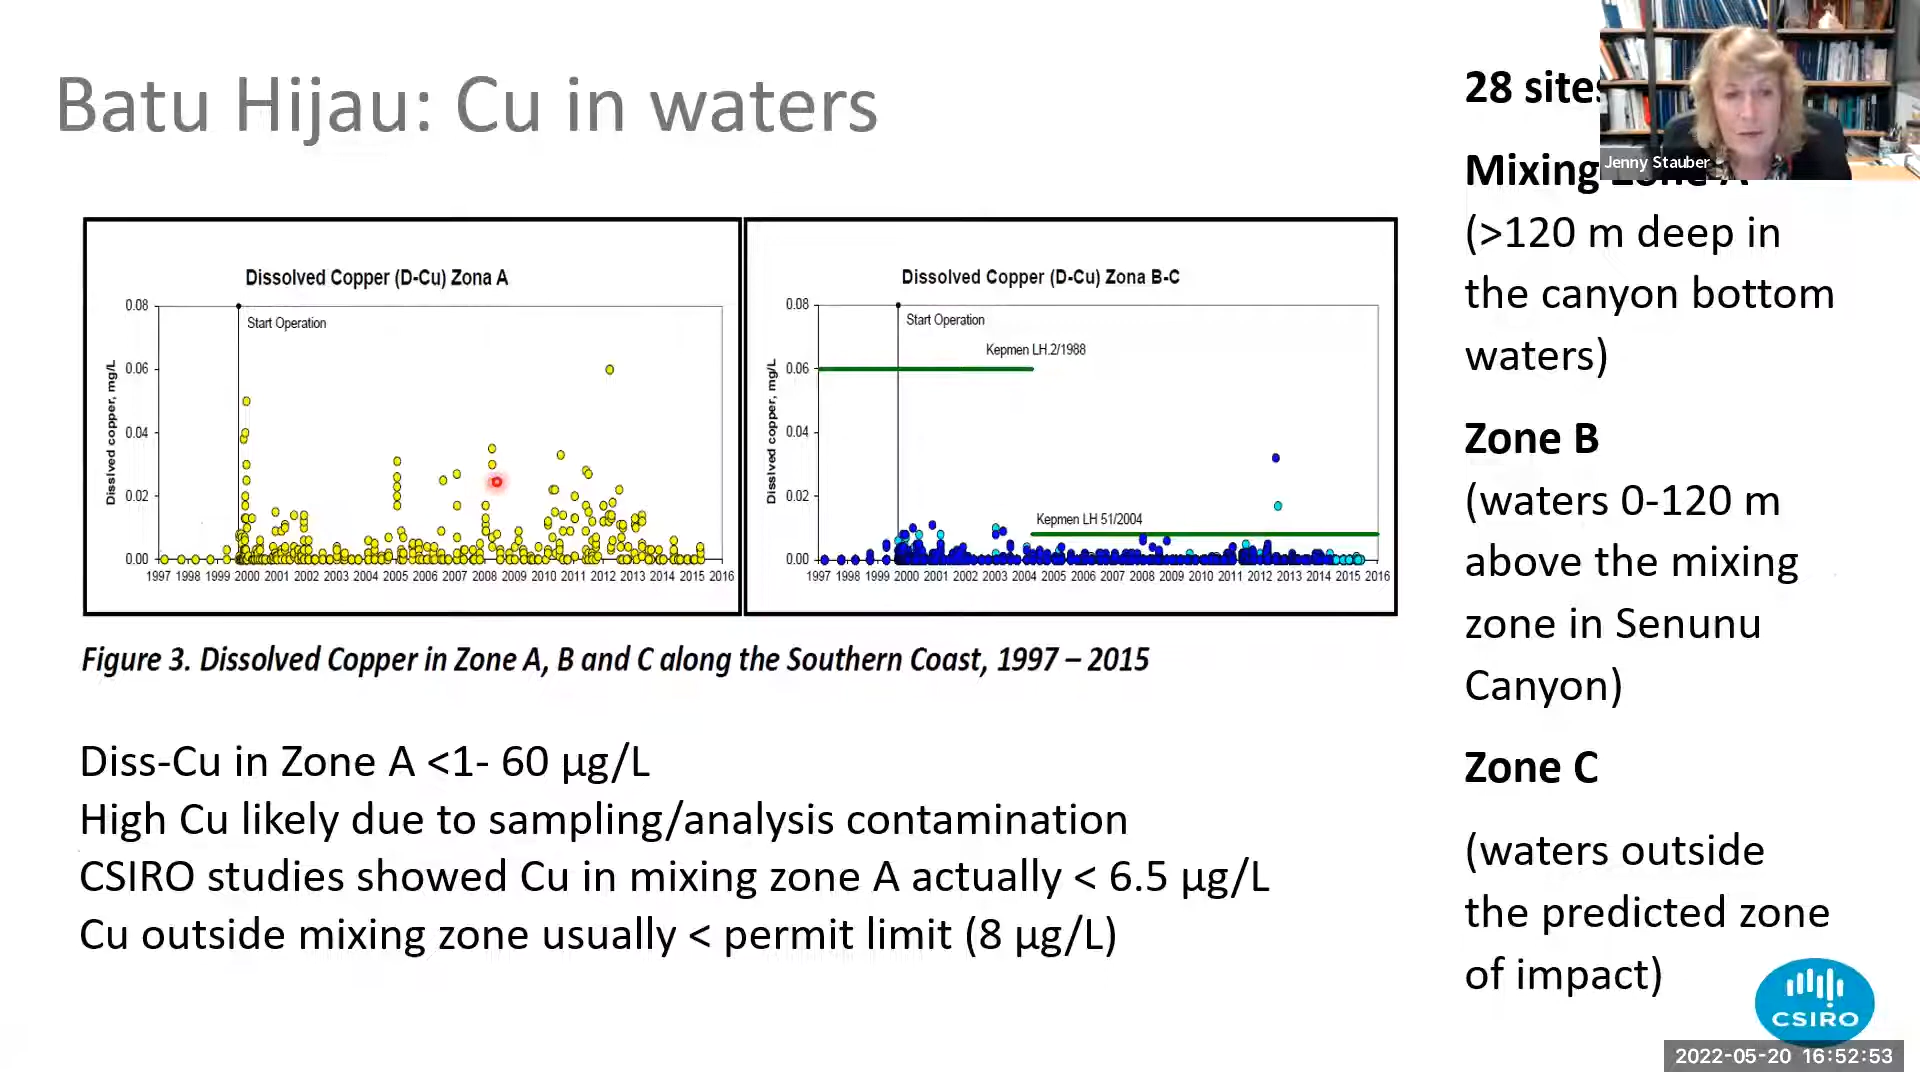 Batu Hijau: Cu in waters
28 sites
Jenny Stauber
Mixing Zone A
(>120 m deep in
the canyon bottom
waters)
Zone B
(waters 0-120 m
above the mixing
zone in Senunu
Canyon)
Zone C
(waters outside
the predicted zone
of impact)
Dissolved Copper (D-Cu) Zona A
Start Operation
Disslved copper, mg/L
0.08
0.06
0.04
0.02
0.00
1997 1998 1999 2000 2001 2002 2003 2004 2005 2006 2007 2008 2009 2010 2011 2012 2013 2014 2015 2016
Dissolved Copper (D-Cu) Zona B-C
Start Operation
Kepmen LH.2/1988
Kepmen LH 51/2004
Disslved copper, mg/L
0.08
0.06
0.04
0.02
0.00
1997 1998 1999 2000 2001 2002 2003 2004 2005 2006 2007 2008 2009 2010 2011 2012 2013 2014 2015 2016
Figure 3. Dissolved Copper in Zone A, B and C along the Southern Coast, 1997 – 2015
Diss-Cu in Zone A <1- 60 µg/L
High Cu likely due to sampling/analysis contamination
CSIRO studies showed Cu in mixing zone A actually < 6.5 µg/L
Cu outside mixing zone usually < permit limit (8 µg/L)
CSIRO
2022-05-20 16:52:53